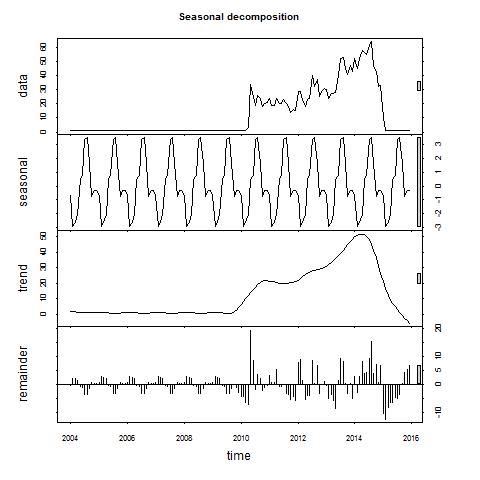 Seasonal decomposition
data
0 10 20 30 40 50 60
seasonal
-3 -2 -1 0 1 2 3
trend
0 10 20 30 40 50
remainder
-10 0 5 10 20
2004 2006 2008 2010 2012 2014 2016
time